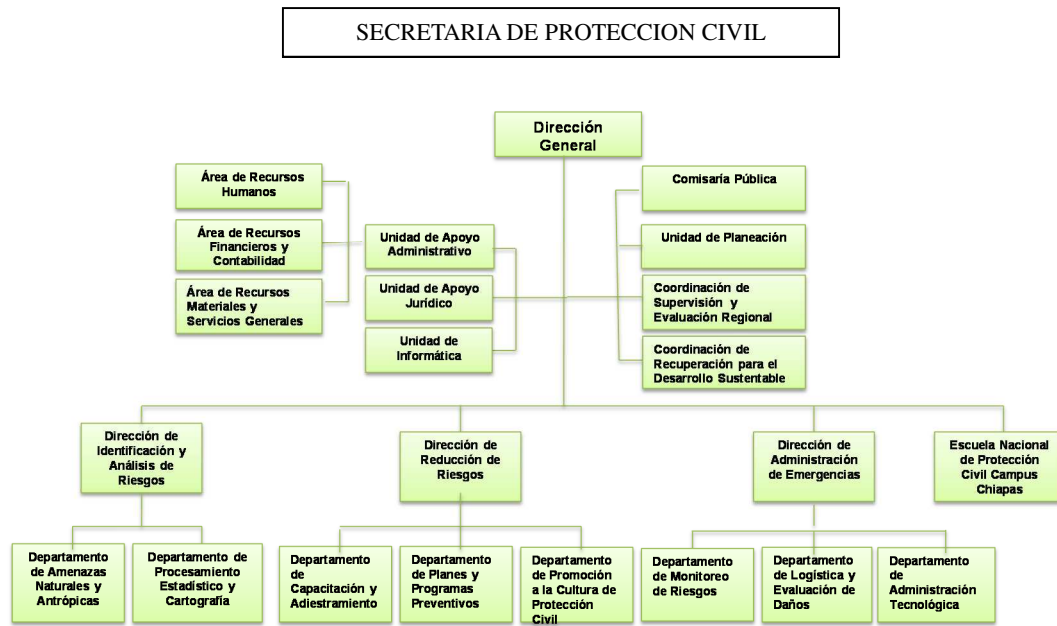 SECRETARIA DE PROTECCION CIVIL
Dirección
General
Área de Recursos
Humanos
Área de Recursos
Financieros y
Contabilidad
Área de Recursos
Materiales y
Servicios Generales
Unidad de Apoyo
Administrativo
Unidad de Apoyo
Jurídico
Unidad de
Informática
Comisaría Pública
Unidad de Planeación
Coordinación de
Supervisión y
Evaluación Regional
Coordinación de
Recuperación para el
Desarrollo Sustentable
Dirección de
Identificación y
Análisis de
Riesgos
Dirección de
Reducción de
Riesgos
Dirección de
Administración
de Emergencias
Escuela Nacional
de Protección
Civil Campus
Chiapas
Departamento
de Amenazas
Naturales y
Antrópicas
Departamento de
Procesamiento
Estadístico y
Cartografía
Departamento
de
Capacitación y
Adiestramiento
Departamento
de Planes y
Programas
Preventivos
Departamento
de Promoción
a la Cultura de
Protección
Civil
Departamento
de Monitoreo
de Riesgos
Departamento
de Logística y
Evaluación de
Daños
Departamento
de
Administración
Tecnológica